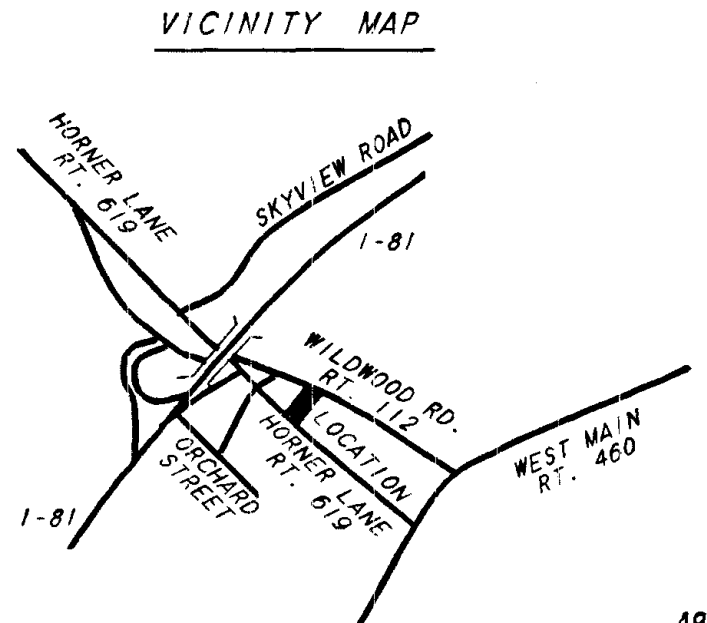 VICINITY MAP
HORNER LANE
RT. 619
SKYVIEW ROAD
I-81
WILDWOOD RD.
RT. 112
LOCATION
HORNER LANE
RT. 619
WEST MAIN
RT. 460
ORCHARD
STREET
I-81